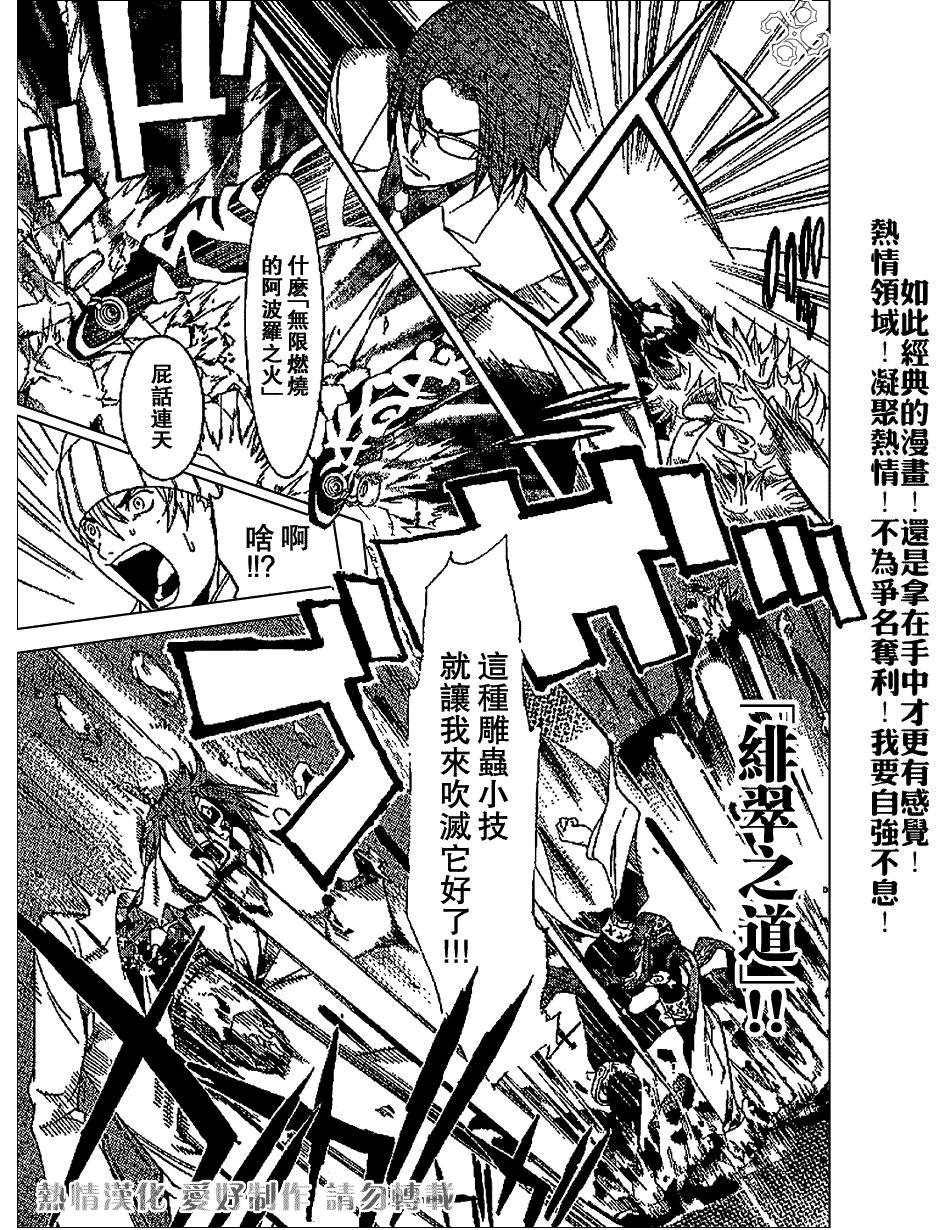 如此經典的漫畫！還是拿在手中才更有感覺！
熱情領域！凝聚熱情！不為爭名奪利！我要自強不息！
什麼「無限燃燒
的阿波羅之火」
屁話連天
啊
啥!!?
「緋翠之道」!!
這種雕蟲小技
就讓我來吹滅它好了!!!
熱情漢化 愛好制作 請勿轉載